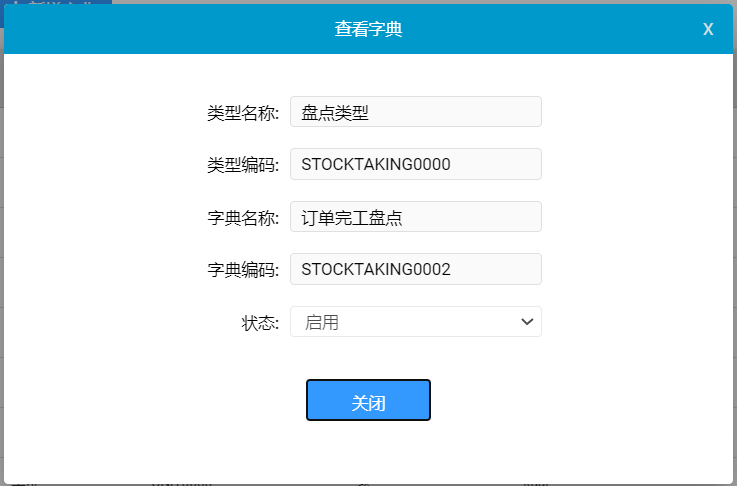 查看字典 X
类型名称: 盘点类型
类型编码: STOCKTAKING0000
字典名称: 订单完工盘点
字典编码: STOCKTAKING0002
状态: 启用
关闭